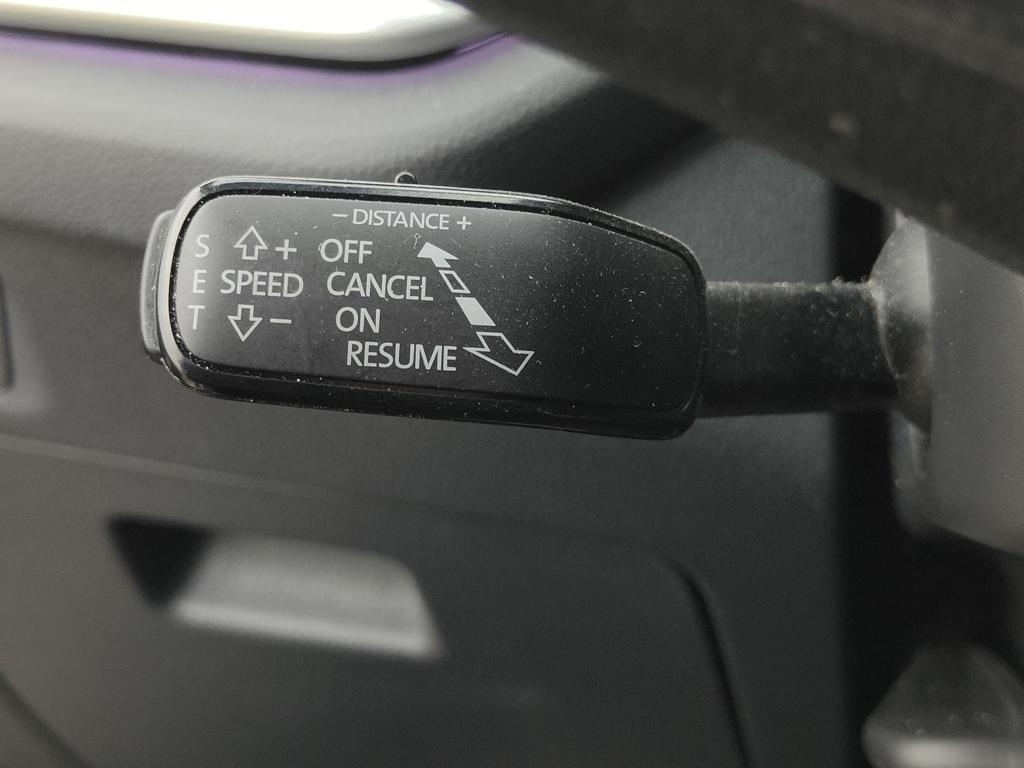 – DISTANCE +
S + OFF
E SPEED CANCEL
T – ON
RESUME